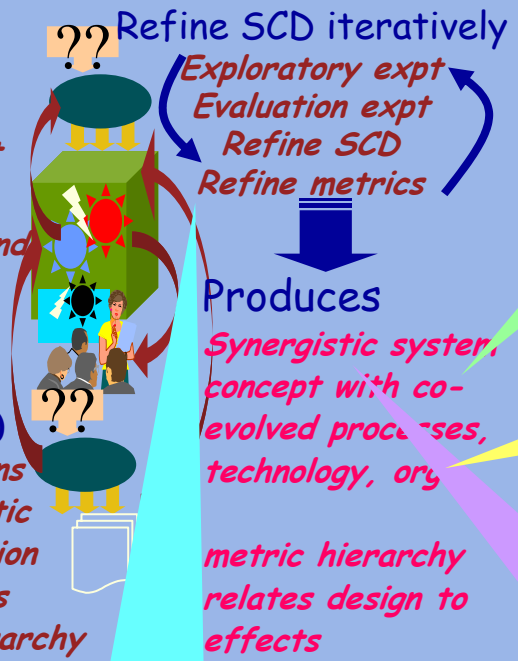 ??
Refine SCD iteratively
Exploratory expt
Evaluation expt
Refine SCD
Refine metrics
Produces
Synergistic system
concept with co-
evolved processes,
technology, org
??
metric hierarchy
relates design to
effects